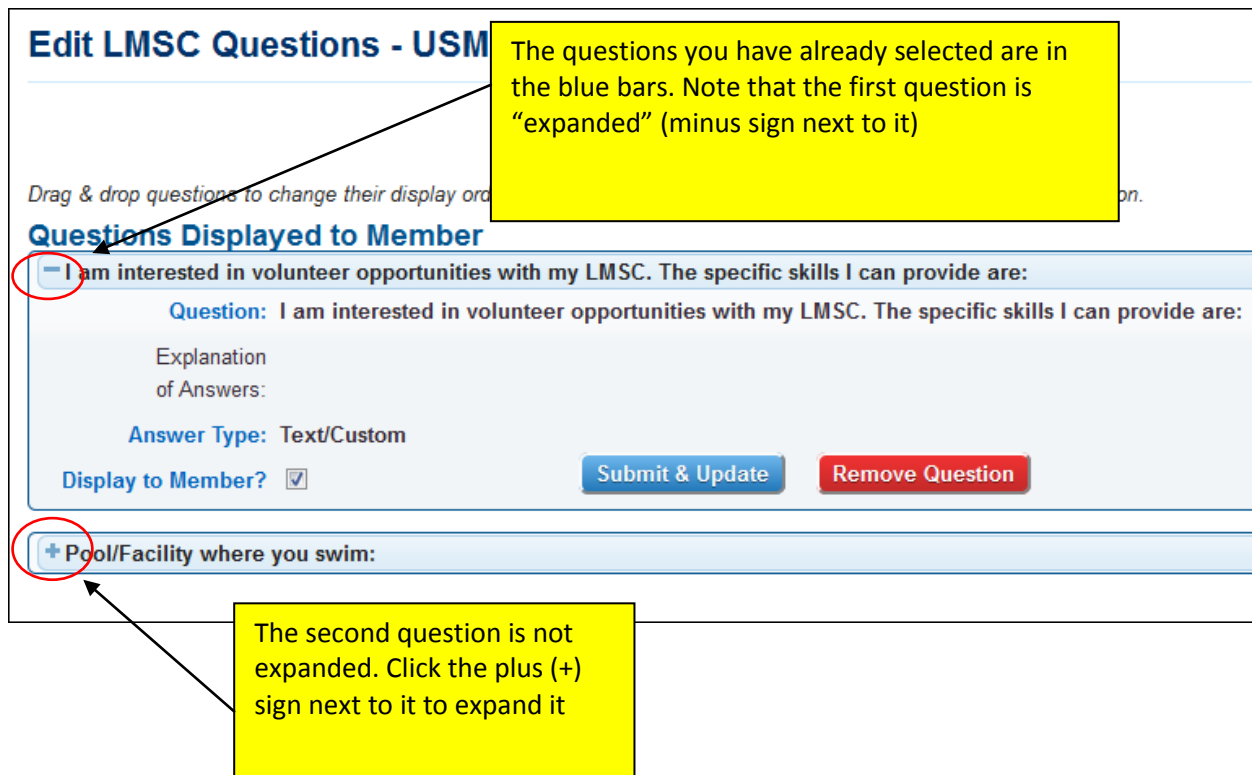 Edit LMSC Questions - USM
The questions you have already selected are in
the blue bars. Note that the first question is
“expanded” (minus sign next to it)
Drag & drop questions to change their display
Questions Displayed to Member
I am interested in volunteer opportunities with my LMSC. The specific skills I can provide are:
Question: I am interested in volunteer opportunities with my LMSC. The specific skills I can provide are:
Explanation
of Answers:
Answer Type: Text/Custom
Display to Member?
Submit & Update
Remove Question
Pool/Facility where you swim:
The second question is not
expanded. Click the plus (+)
sign next to it to expand it